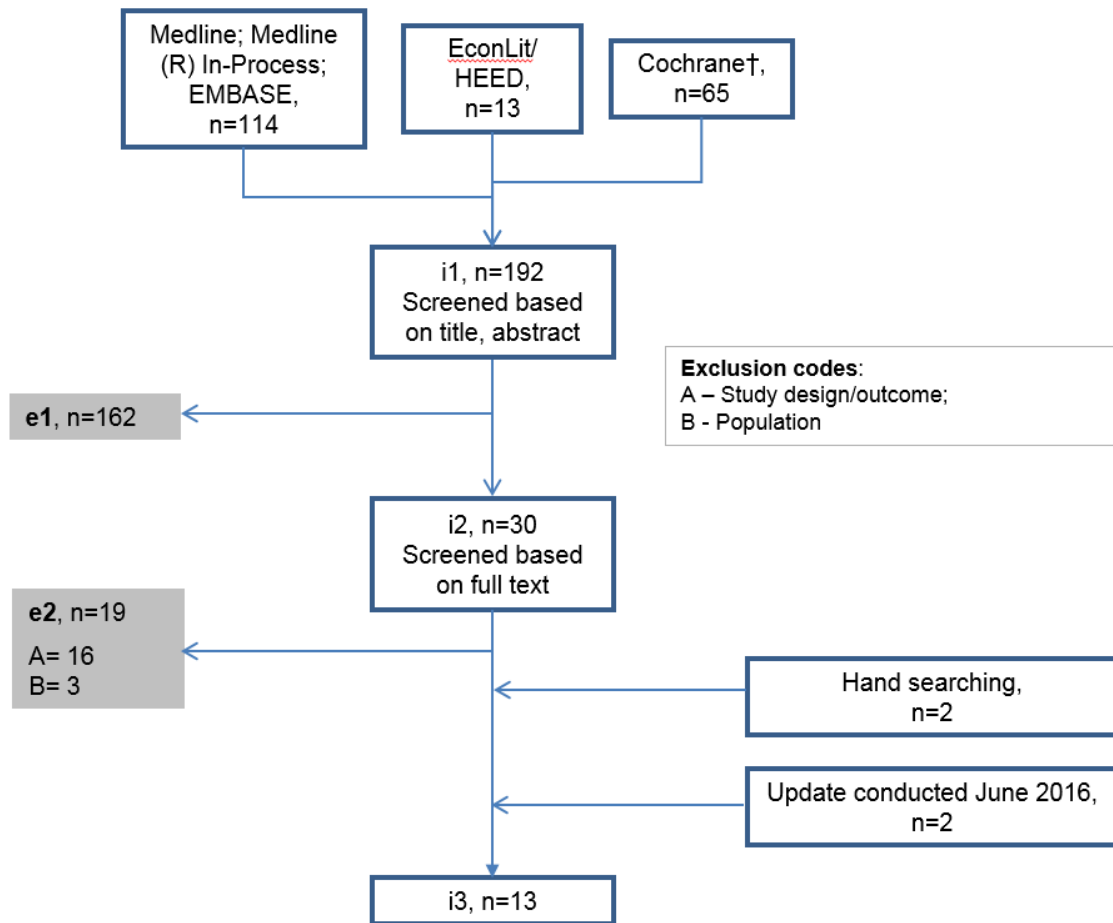 Medline; Medline
(R) In-Process;
EMBASE,
n=114
EconLit/
HEED,
n=13
Cochrane†,
n=65
i1, n=192
Screened based
on title, abstract
Exclusion codes:
A – Study design/outcome;
B - Population
e1, n=162
i2, n=30
Screened based
on full text
e2, n=19
A= 16
B= 3
Hand searching,
n=2
Update conducted June 2016,
n=2
i3, n=13